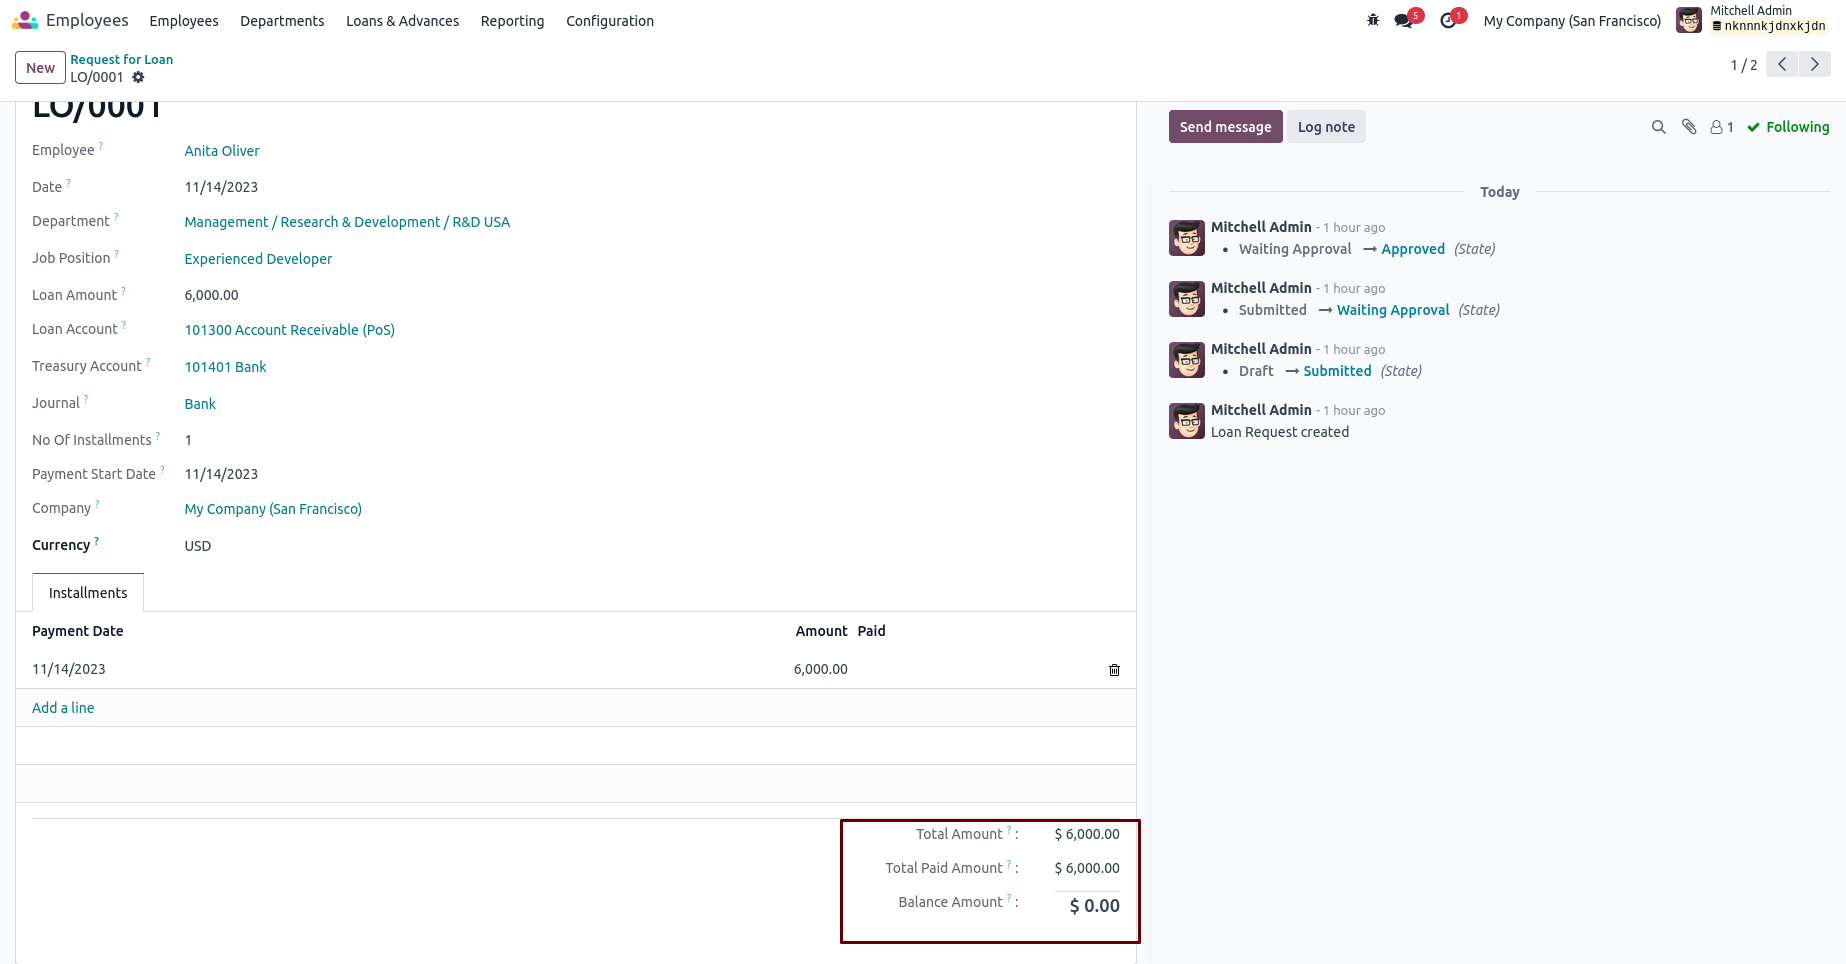 Employees Employees Departments Loans & Advances Reporting Configuration 5 1 My Company (San Francisco) Mitchell Admin
nknnnkjdnxkjdn
New Request for Loan
LO/0001
1 / 2
LO/0001
Employee ? Anita Oliver
Date ? 11/14/2023
Department ? Management / Research & Development / R&D USA
Job Position ? Experienced Developer
Loan Amount ? 6,000.00
Loan Account ? 101300 Account Receivable (PoS)
Treasury Account ? 101401 Bank
Journal ? Bank
No Of Installments ? 1
Payment Start Date ? 11/14/2023
Company ? My Company (San Francisco)
Currency ? USD
Installments
Payment Date Amount Paid
11/14/2023 6,000.00
Add a line
Total Amount ? : $ 6,000.00
Total Paid Amount ? : $ 6,000.00
Balance Amount ? : $ 0.00
Send message Log note 1 Following
Today
Mitchell Admin - 1 hour ago
• Waiting Approval → Approved (State)
Mitchell Admin - 1 hour ago
• Submitted → Waiting Approval (State)
Mitchell Admin - 1 hour ago
• Draft → Submitted (State)
Mitchell Admin - 1 hour ago
Loan Request created